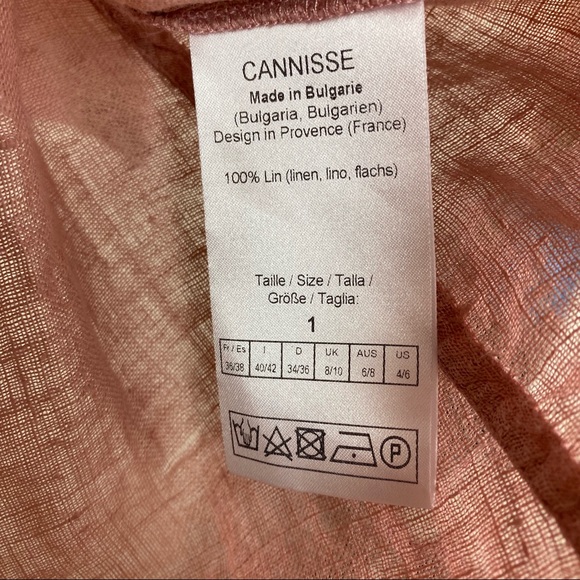 CANNISSE
Made in Bulgarie
(Bulgaria, Bulgarien)
Design in Provence (France)
100% Lin (linen, lino, flachs)
Taille / Size / Talla /
Größe / Taglia:
1
Fr / Es I D UK AUS US
36/38 40/42 34/36 8/10 6/8 4/6
P